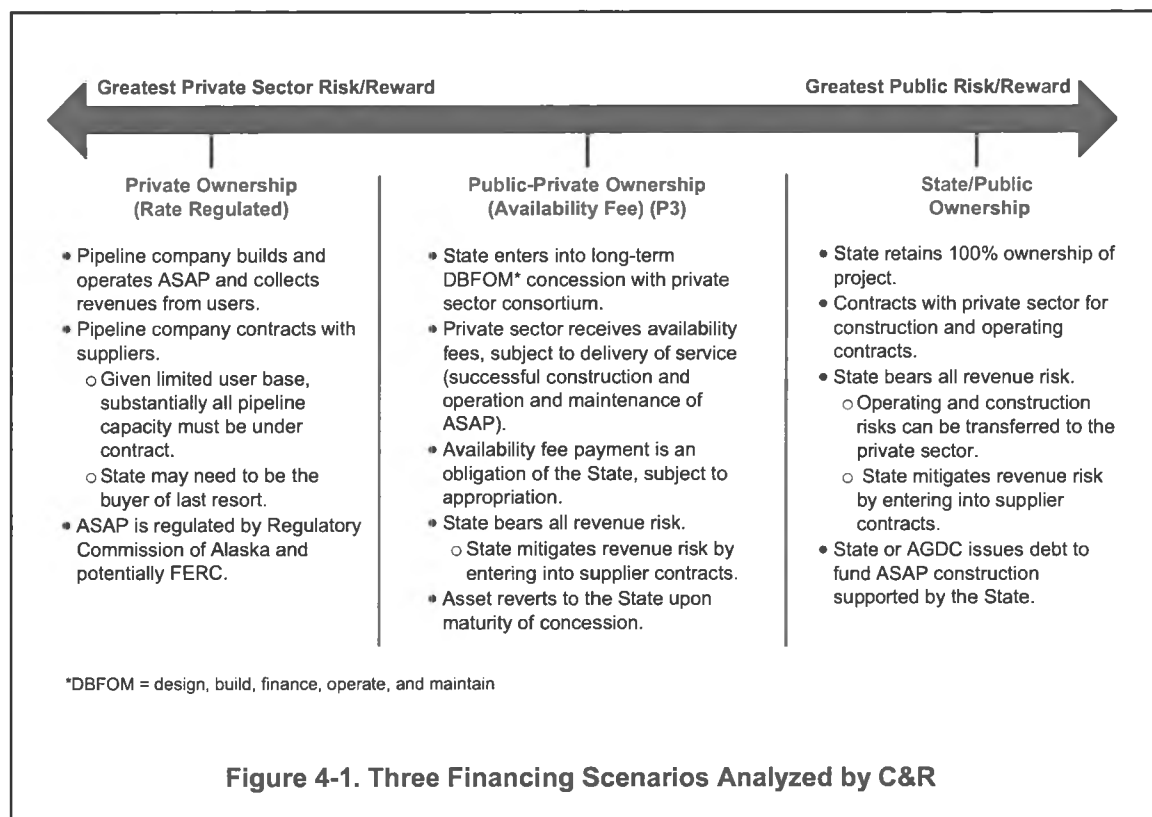 Greatest Private Sector Risk/Reward
Greatest Public Risk/Reward
Private Ownership
(Rate Regulated)
• Pipeline company builds and
operates ASAP and collects
revenues from users.
• Pipeline company contracts with
suppliers.
o Given limited user base,
substantially all pipeline
capacity must be under
contract.
o State may need to be the
buyer of last resort.
• ASAP is regulated by Regulatory
Commission of Alaska and
potentially FERC.
Public-Private Ownership
(Availability Fee) (P3)
• State enters into long-term
DBFOM* concession with private
sector consortium.
• Private sector receives availability
fees, subject to delivery of service
(successful construction and
operation and maintenance of
ASAP).
• Availability fee payment is an
obligation of the State, subject to
appropriation.
• State bears all revenue risk.
o State mitigates revenue risk by
entering into supplier contracts.
• Asset reverts to the State upon
maturity of concession.
State/Public
Ownership
• State retains 100% ownership of
project.
• Contracts with private sector for
construction and operating
contracts.
• State bears all revenue risk.
o Operating and construction
risks can be transferred to the
private sector.
o State mitigates revenue risk
by entering into supplier
contracts.
• State or AGDC issues debt to
fund ASAP construction
supported by the State.
*DBFOM = design, build, finance, operate, and maintain
Figure 4-1. Three Financing Scenarios Analyzed by C&R